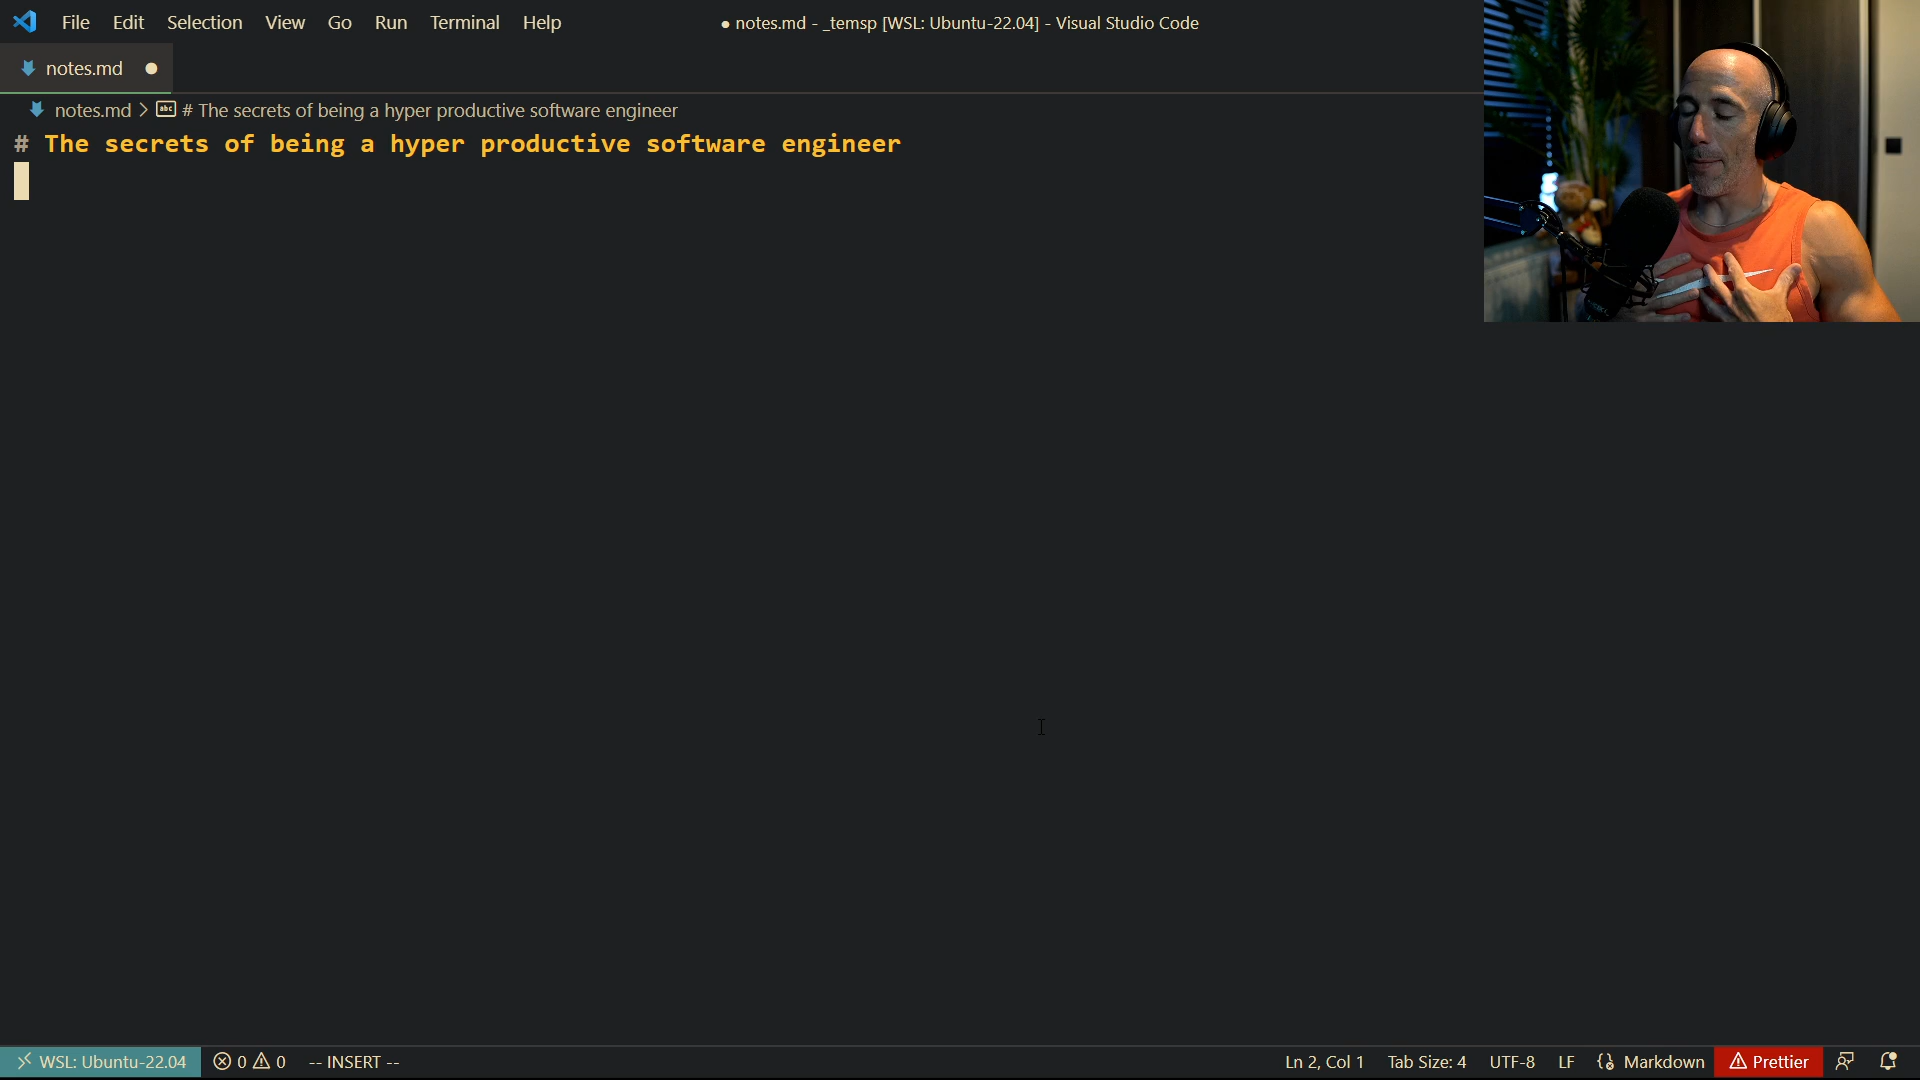 File Edit Selection View Go Run Terminal Help
● notes.md - _temsp [WSL: Ubuntu-22.04] - Visual Studio Code
notes.md ●
notes.md > abc # The secrets of being a hyper productive software engineer
# The secrets of being a hyper productive software engineer
WSL: Ubuntu-22.04 0 0 -- INSERT -- Ln 2, Col 1 Tab Size: 4 UTF-8 LF Markdown Prettier